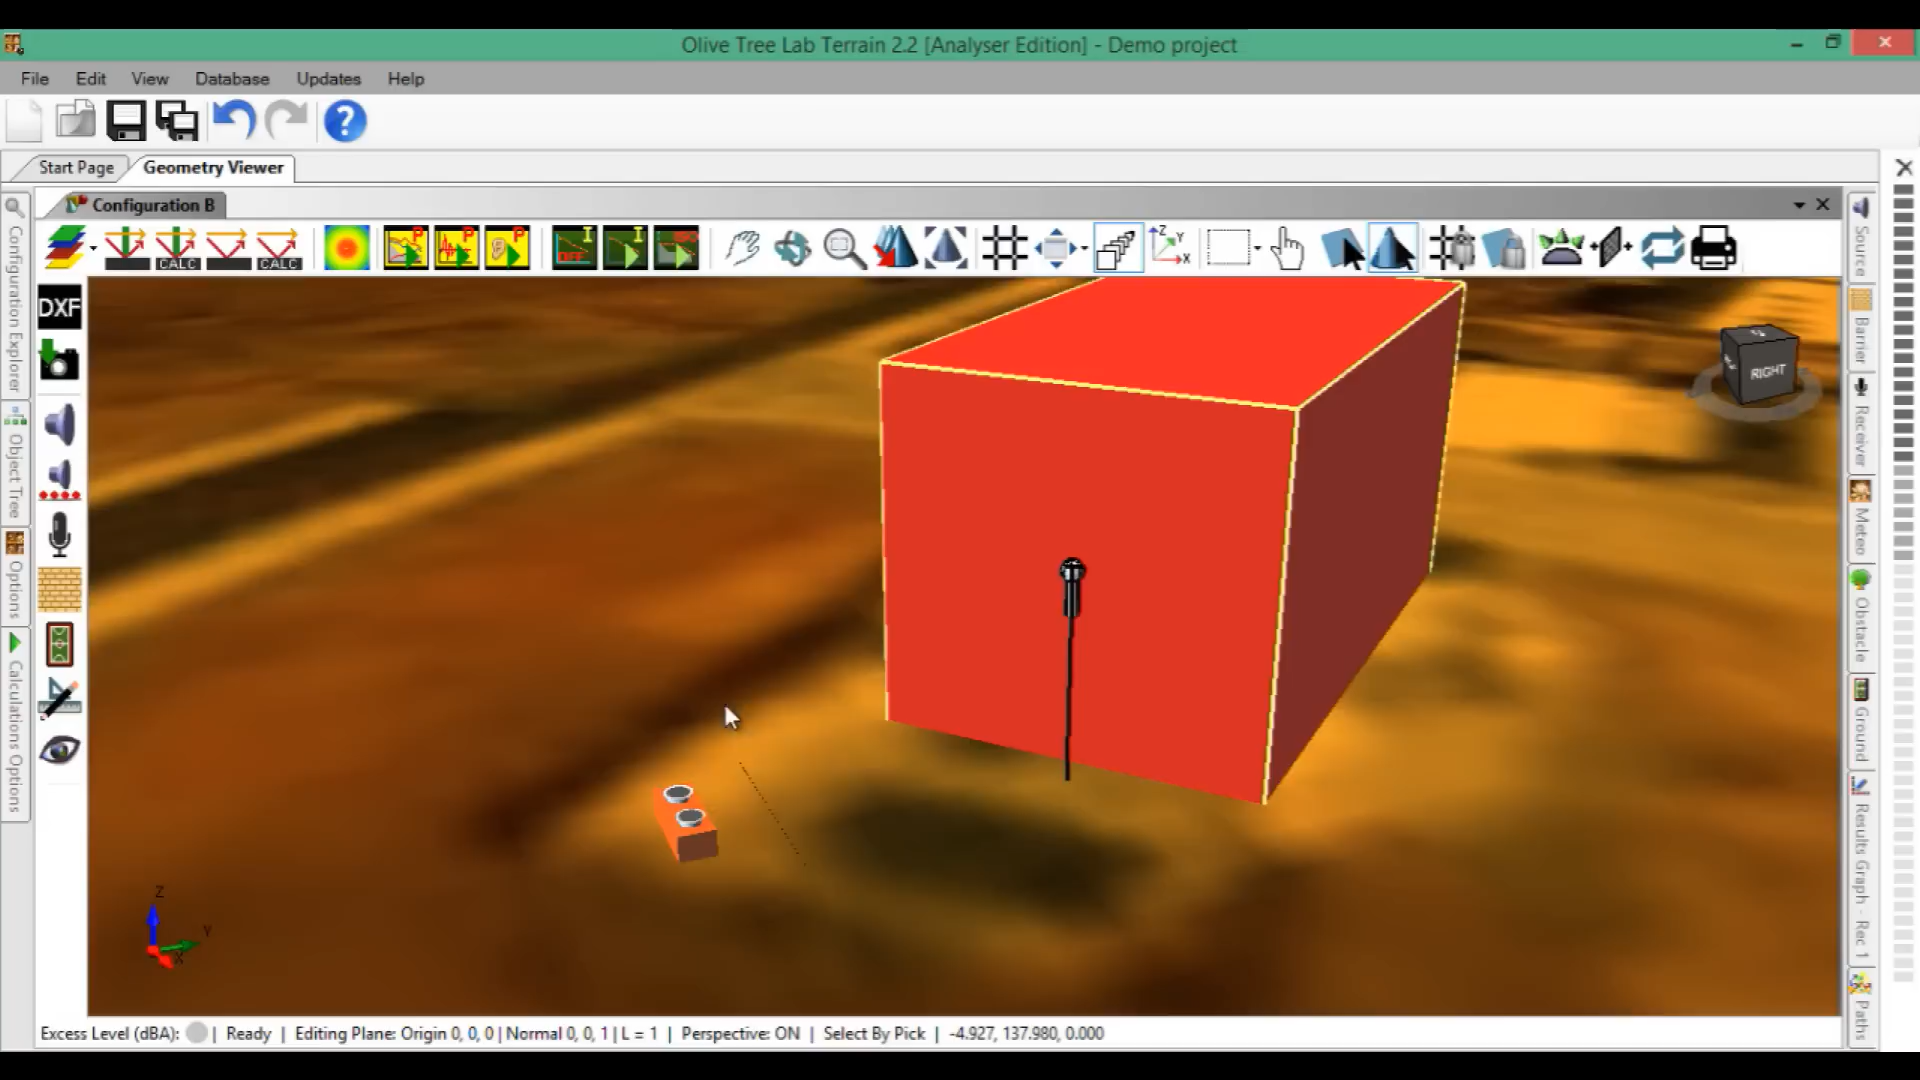 Olive Tree Lab Terrain 2.2 [Analyser Edition] - Demo project
File Edit View Database Updates Help
Start Page Geometry Viewer
Configuration B
CALC CALC P P P DIFF I I
Z Y X
DXF
RIGHT
Configuration Explorer
Object Tree
Options
Calculations Options
Source
Barrier
Receiver
Meteo
Obstacle
Ground
Results Graph - Rec 1
Paths
Z
Y
X
Excess Level (dBA): | Ready | Editing Plane: Origin 0, 0, 0 | Normal 0, 0, 1 | L = 1 | Perspective: ON | Select By Pick | -4.927, 137.980, 0.000